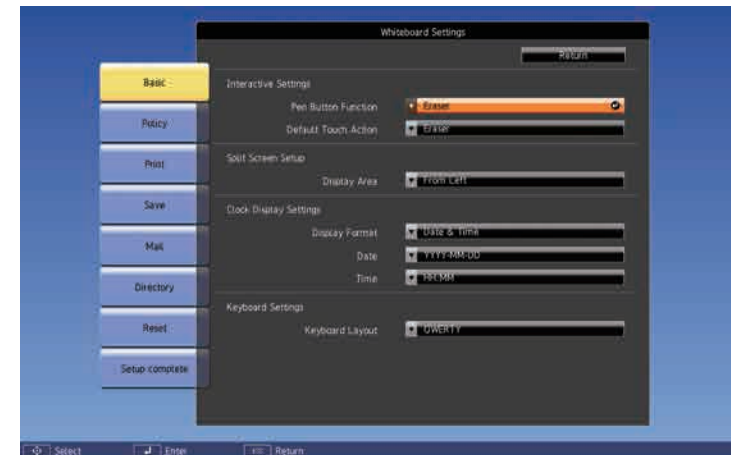 Whiteboard Settings
Return
Basic
Interactive Settings
Pen Button Function
Eraser
Policy
Default Touch Action
Eraser
Print
Split Screen Setup
Display Area
From Left
Save
Clock Display Settings
Display Format
Date & Time
Mail
Date
YYYY-MM-DD
Time
HH:MM
Directory
Keyboard Settings
Reset
Keyboard Layout
QWERTY
Setup complete
Select
Enter
Return